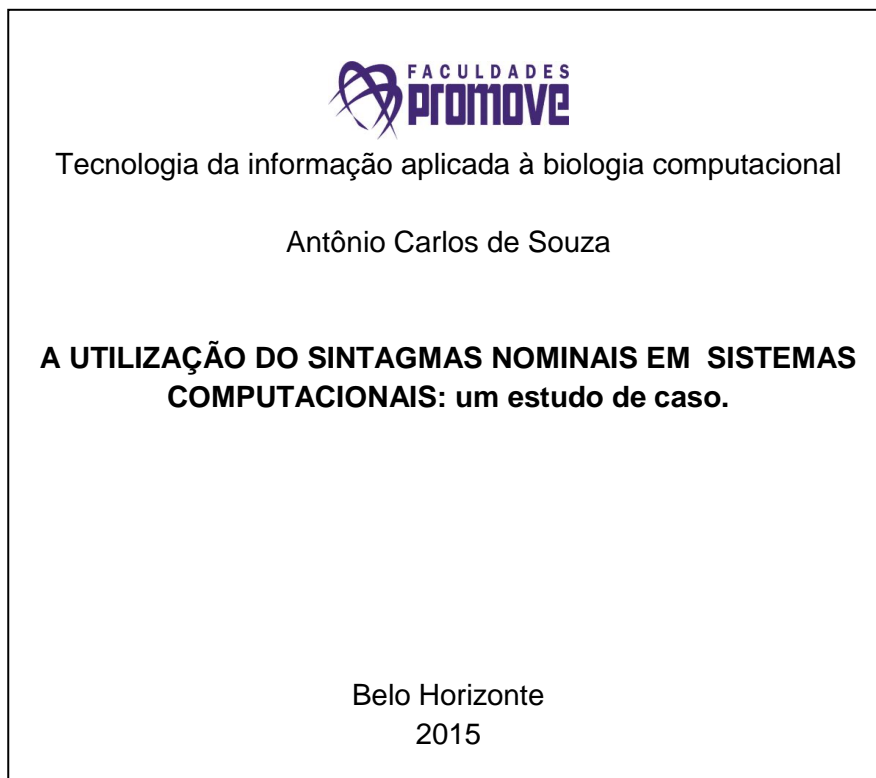 FACULDADES
promove
Tecnologia da informação aplicada à biologia computacional
Antônio Carlos de Souza
A UTILIZAÇÃO DO SINTAGMAS NOMINAIS EM SISTEMAS
COMPUTACIONAIS: um estudo de caso.
Belo Horizonte
2015